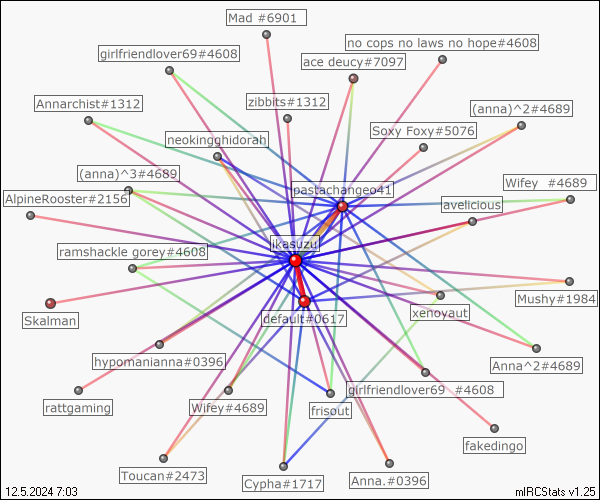 Mad #6901
girlfriendlover69#4608
no cops no laws no hope#4608
ace deucy#7097
Annarchist#1312
zibbits#1312
(anna)^2#4689
neokingghidorah
Soxy Foxy#5076
(anna)^3#4689
pastachangeo41
Wifey #4689
AlpineRooster#2156
avelicious
ikasuzu
ramshackle gorey#4608
Mushy#1984
Skalman
default#0617
xenoyaut
hypomanianna#0396
Anna^2#4689
rattgaming
Wifey#4689
frisout
girlfriendlover69 #4608
fakedingo
Toucan#2473
Cypha#1717
Anna.#0396
12.5.2024 7:03
mIRCStats v1.25